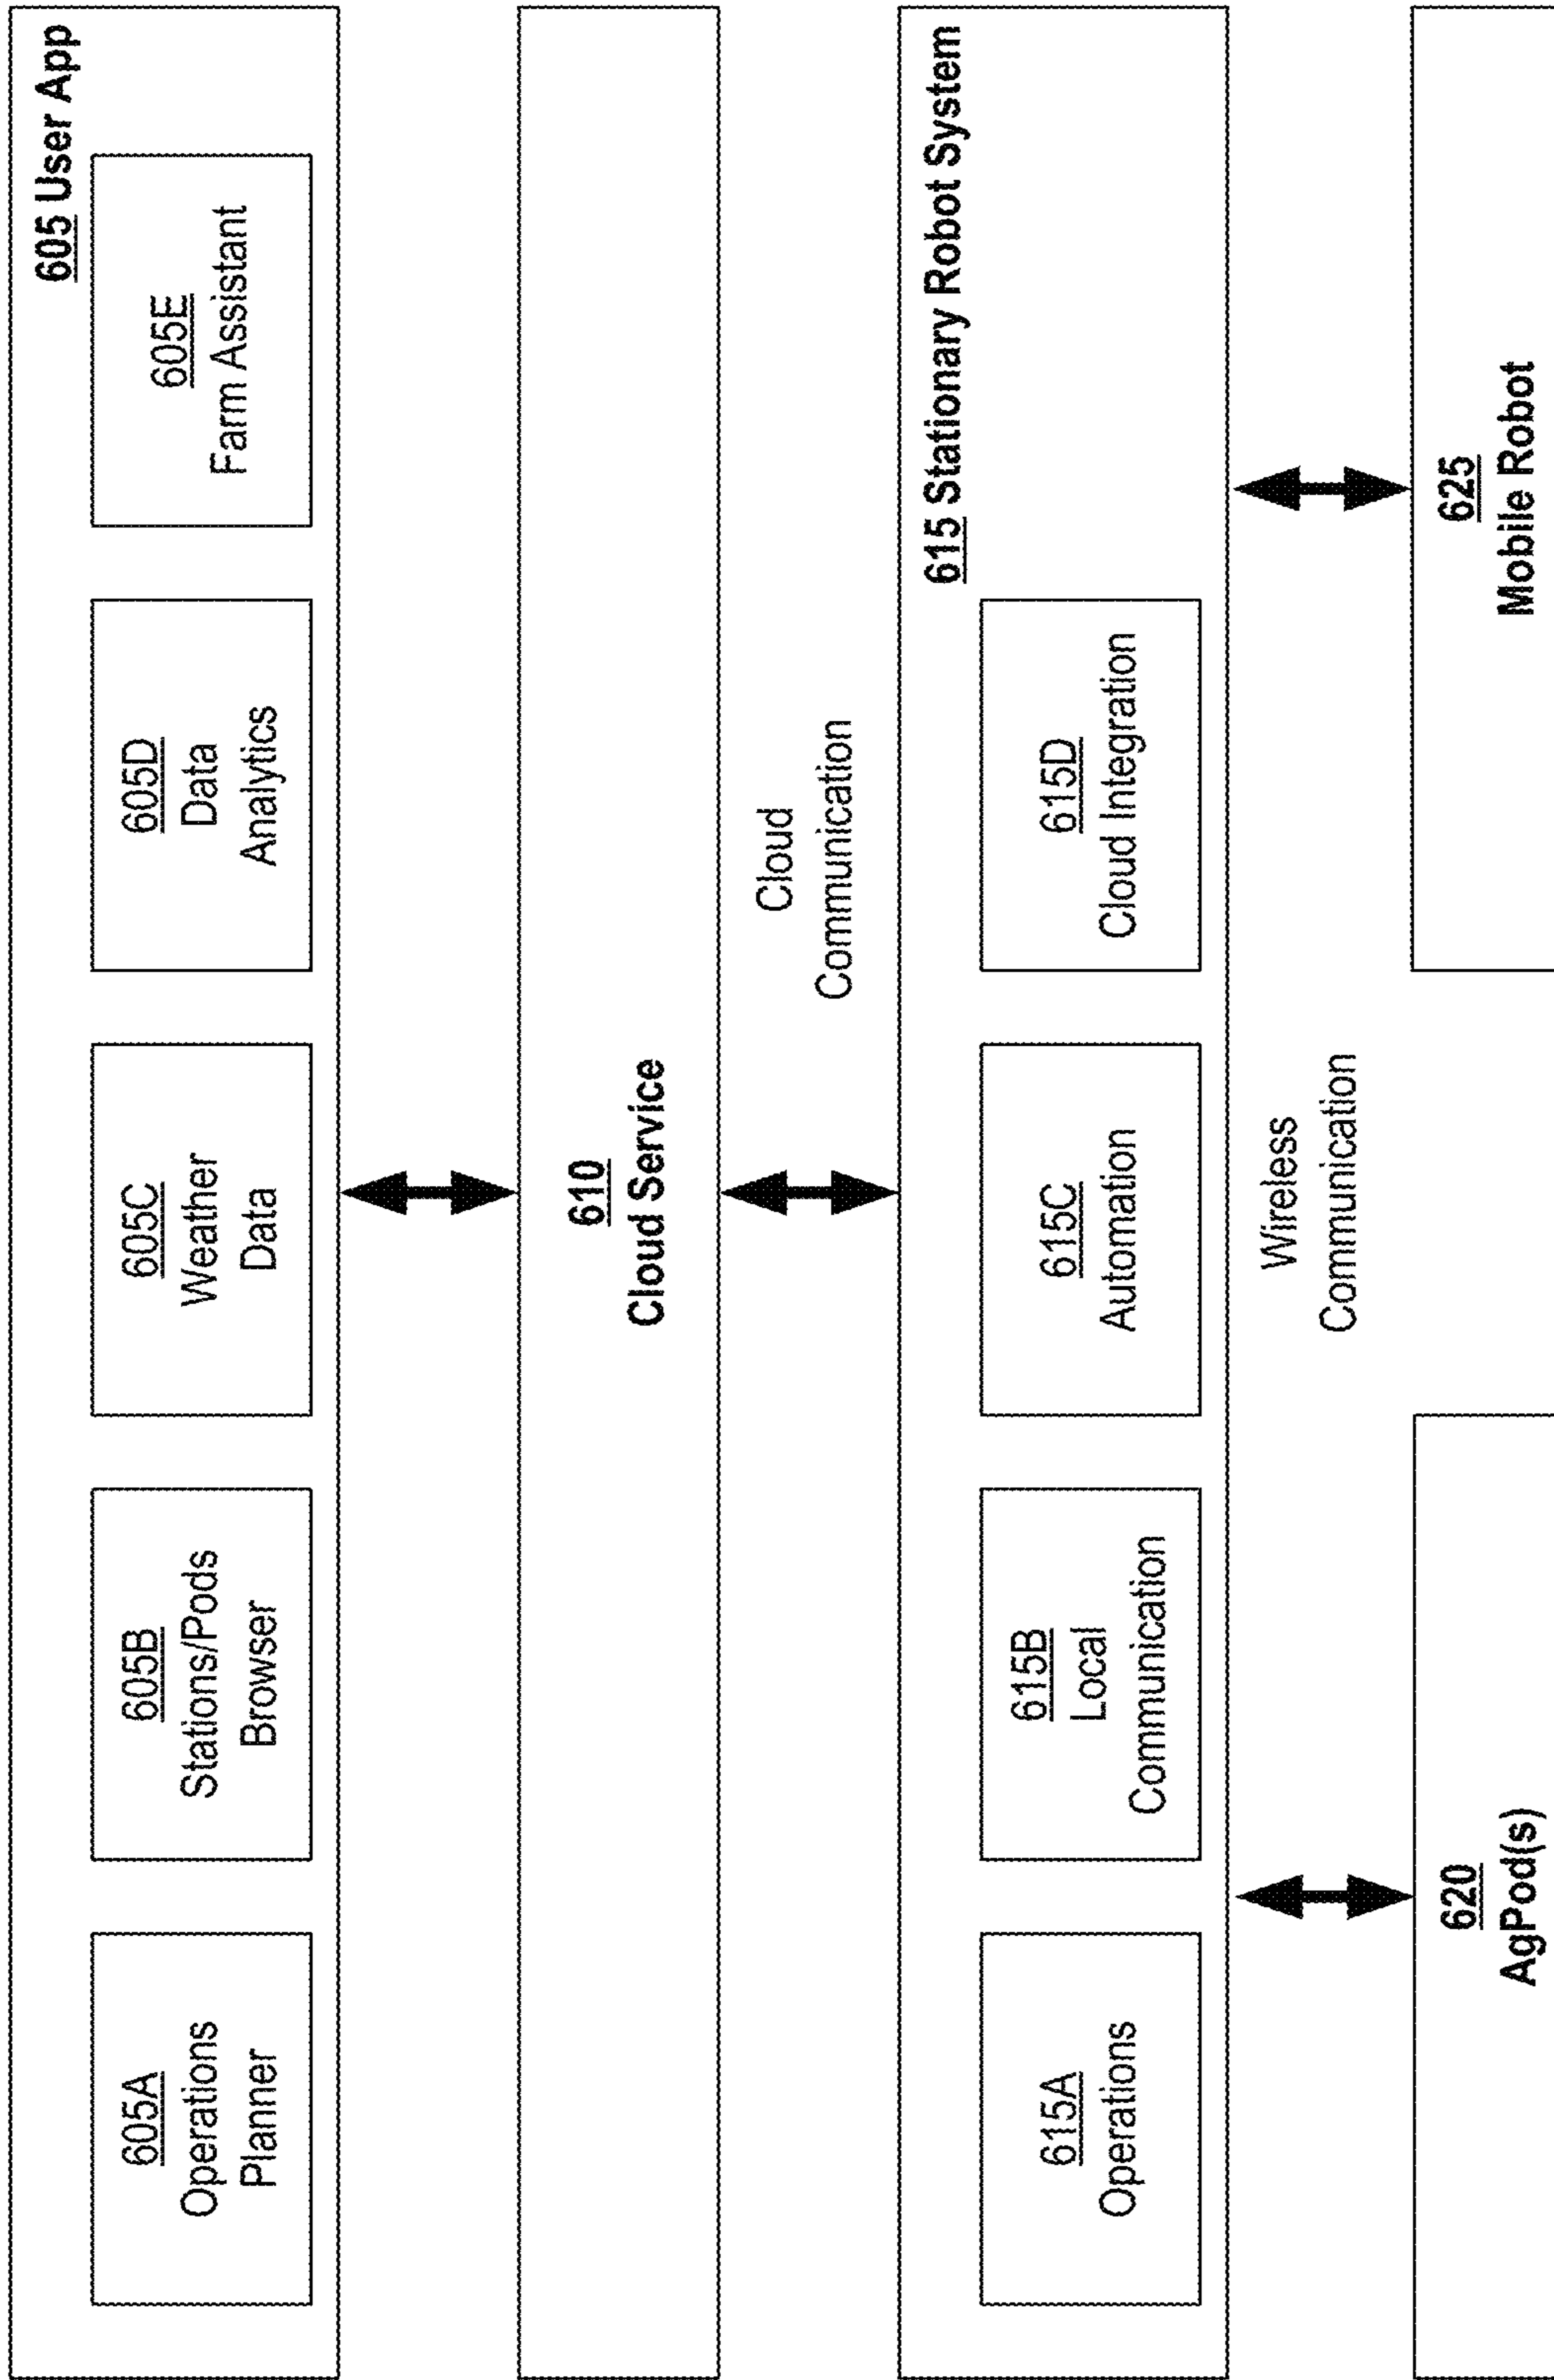 605 User App
605A
Operations
Planner
605B
Stations/Pods
Browser
605C
Weather
Data
605D
Data
Analytics
605E
Farm Assistant
610
Cloud Service
Cloud
Communication
615 Stationary Robot System
615A
Operations
615B
Local
Communication
615C
Automation
615D
Cloud Integration
Wireless
Communication
620
AgPod(s)
625
Mobile Robot